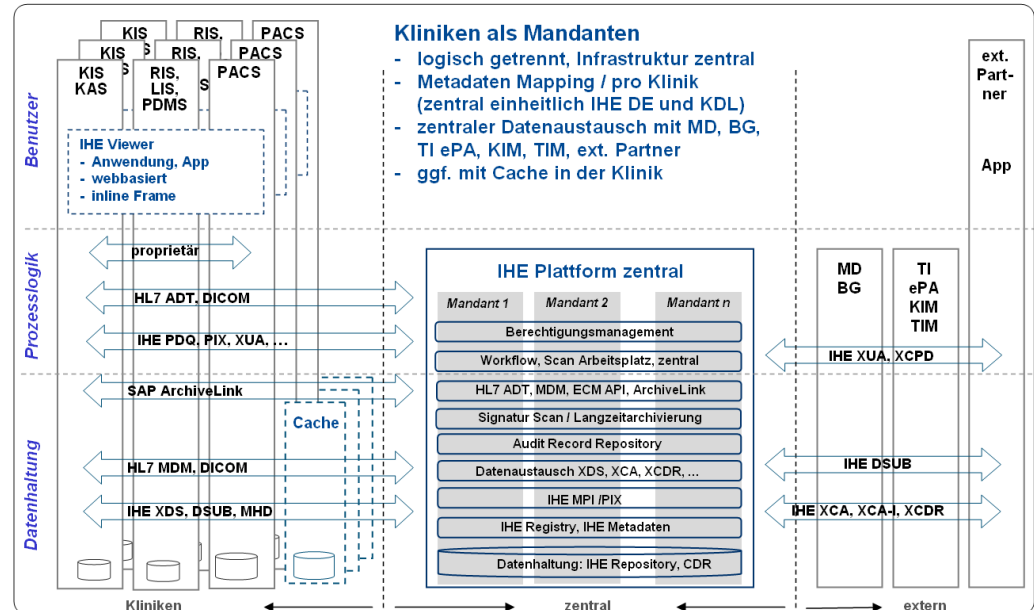 KIS
RIS,
PACS
KIS
RIS,
PACS
KIS
KAS
RIS,
LIS,
PDMS
PACS
S
Benutzer
IHE Viewer
- Anwendung, App
- webbasiert
- inline Frame
Kliniken als Mandanten
- logisch getrennt, Infrastruktur zentral
- Metadaten Mapping / pro Klinik
(zentral einheitlich IHE DE und KDL)
- zentraler Datenaustausch mit MD, BG,
TI ePA, KIM, TIM, ext. Partner
- ggf. mit Cache in der Klinik
ext.
Part-
ner
App
Prozesslogik
proprietär
HL7 ADT, DICOM
IHE PDQ, PIX, XUA, …
IHE Plattform zentral
Mandant 1
Mandant 2
Mandant n
Berechtigungsmanagement
Workflow, Scan Arbeitsplatz, zentral
MD
BG
TI
ePA
KIM
TIM
IHE XUA, XCPD
Datenhaltung
SAP ArchiveLink
Cache
HL7 MDM, DICOM
IHE XDS, DSUB, MHD
HL7 ADT, MDM, ECM API, ArchiveLink
Signatur Scan / Langzeitarchivierung
Audit Record Repository
Datenaustausch XDS, XCA, XCDR, …
IHE MPI /PIX
IHE Registry, IHE Metadaten
Datenhaltung: IHE Repository, CDR
IHE DSUB
IHE XCA, XCA-I, XCDR
Kliniken
zentral
extern